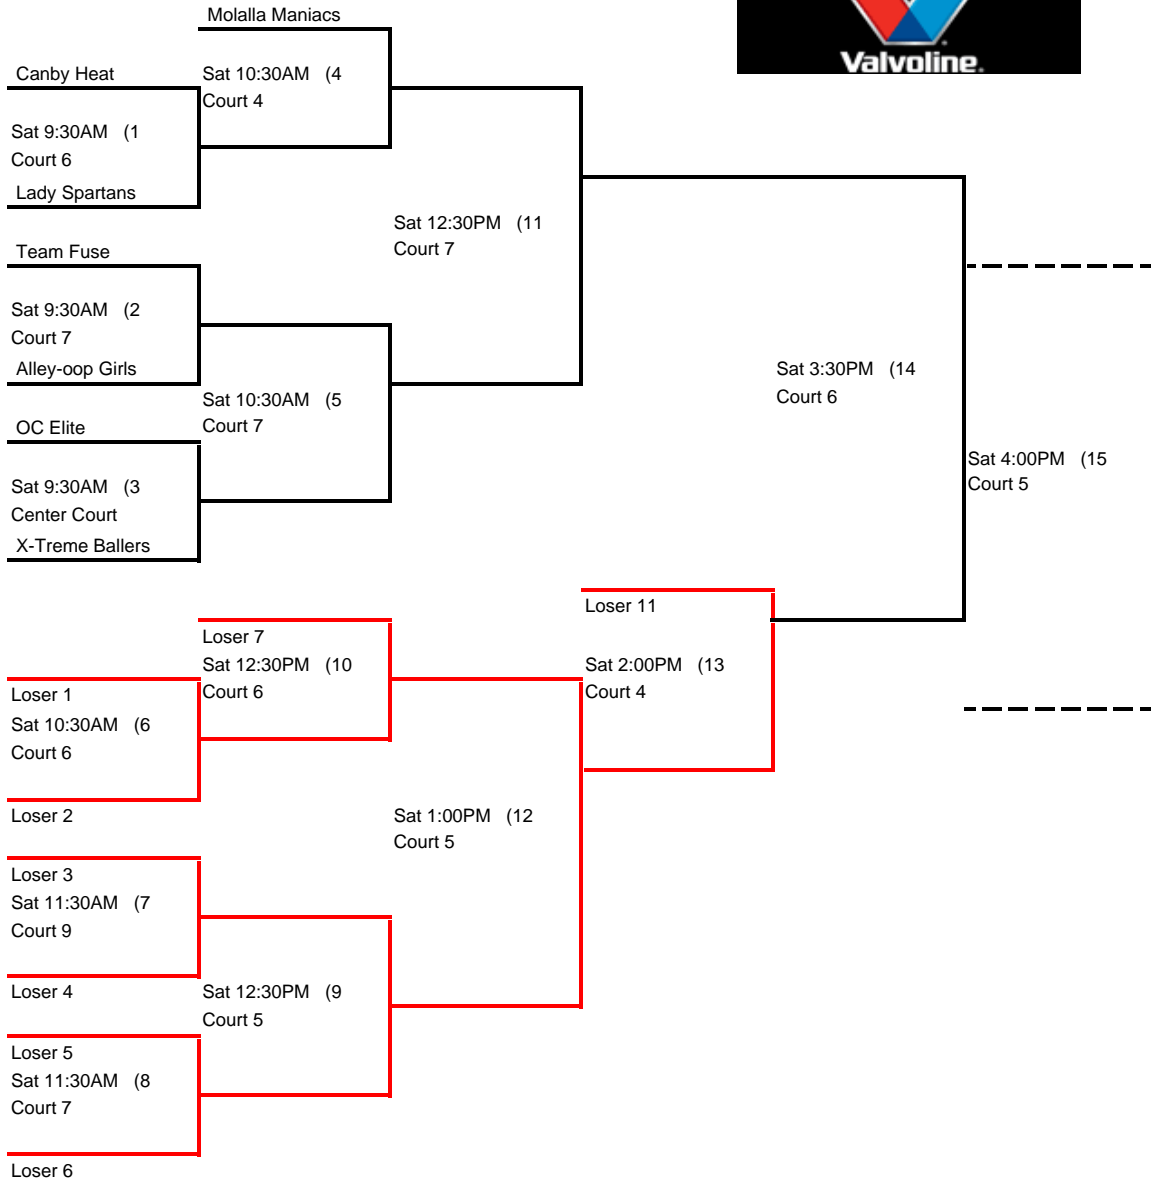 Molalla Maniacs
Valvoline.
Canby Heat
Sat 10:30AM (4
Court 4
Sat 9:30AM (1
Court 6
Lady Spartans
Sat 12:30PM (11
Court 7
Team Fuse
Sat 9:30AM (2
Court 7
Alley-oop Girls
Sat 10:30AM (5
Court 7
Sat 3:30PM (14
Court 6
OC Elite
Sat 9:30AM (3
Center Court
X-Treme Ballers
Sat 4:00PM (15
Court 5
Loser 11
Loser 7
Sat 12:30PM (10
Court 6
Sat 2:00PM (13
Court 4
Loser 1
Sat 10:30AM (6
Court 6
Loser 2
Sat 1:00PM (12
Court 5
Loser 3
Sat 11:30AM (7
Court 9
Loser 4
Sat 12:30PM (9
Court 5
Loser 5
Sat 11:30AM (8
Court 7
Loser 6